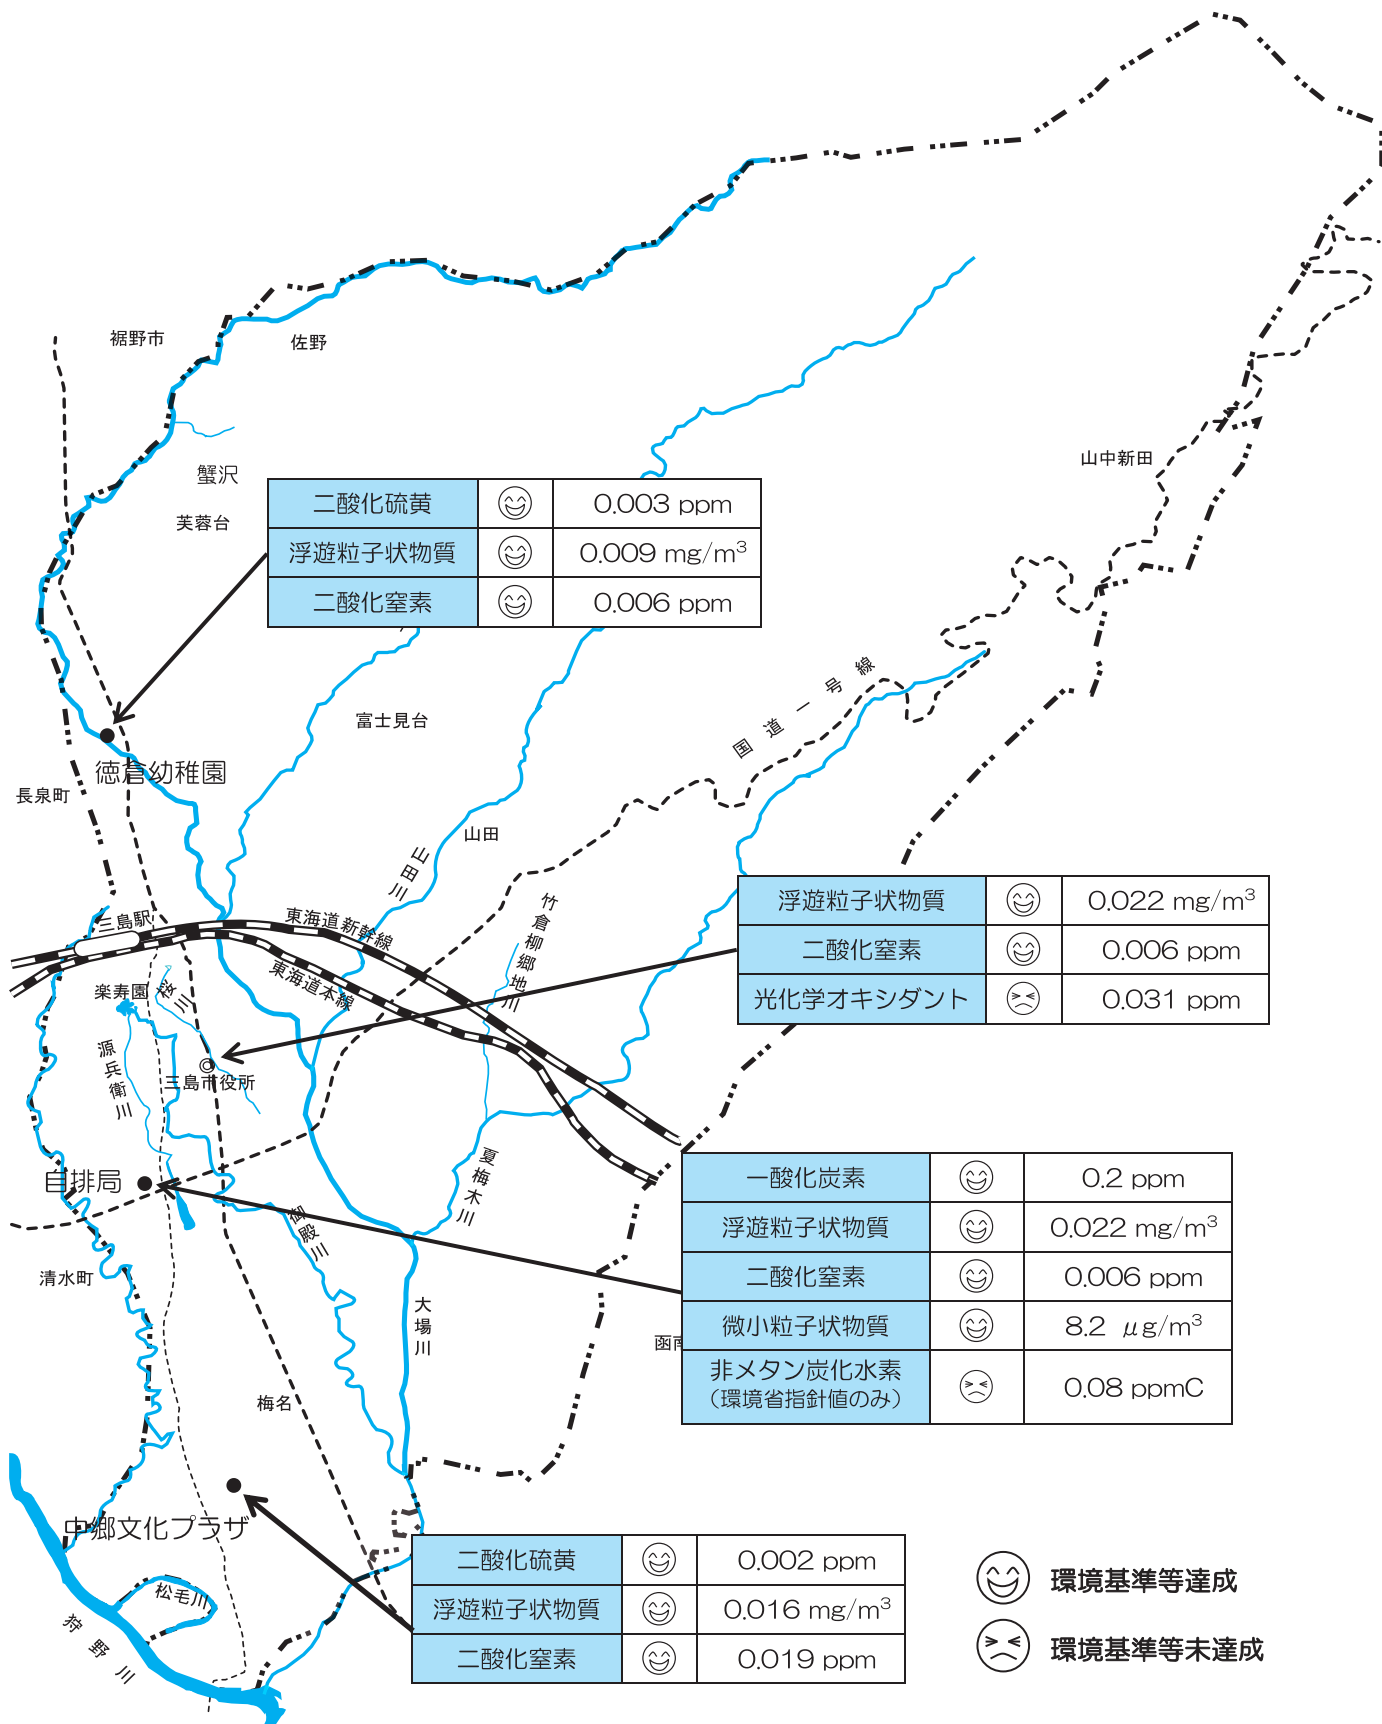 裾野市
佐野
山中新田
蟹沢
芙蓉台
二酸化硫黄 0.003 ppm
浮遊粒子状物質 0.009 mg/m³
二酸化窒素 0.006 ppm
国道一号線
富士見台
徳倉幼稚園
長泉町
山田
山田川
竹倉柳郷地川
浮遊粒子状物質 0.022 mg/m³
二酸化窒素 0.006 ppm
光化学オキシダント 0.031 ppm
三島駅
東海道新幹線
東海道本線
楽寿園
桜川
源兵衛川
三島市役所
自排局
夏梅木川
御殿川
清水町
大場川
函南
一酸化炭素 0.2 ppm
浮遊粒子状物質 0.022 mg/m³
二酸化窒素 0.006 ppm
微小粒子状物質 8.2 μg/m³
非メタン炭化水素
(環境省指針値のみ) 0.08 ppmC
梅名
中郷文化プラザ
松毛川
狩野川
二酸化硫黄 0.002 ppm
浮遊粒子状物質 0.016 mg/m³
二酸化窒素 0.019 ppm
環境基準等達成
環境基準等未達成